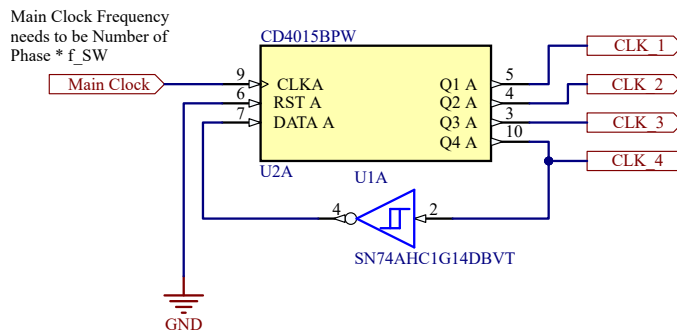 Main Clock Frequency
needs to be Number of
Phase * f_SW
CD4015BPW
Main Clock
9
CLKA
Q1 A
5
CLK_1
6
RST A
Q2 A
4
CLK_2
7
DATA A
Q3 A
3
CLK_3
Q4 A
10
CLK_4
U2A
U1A
4
2
SN74AHC1G14DBVT
GND